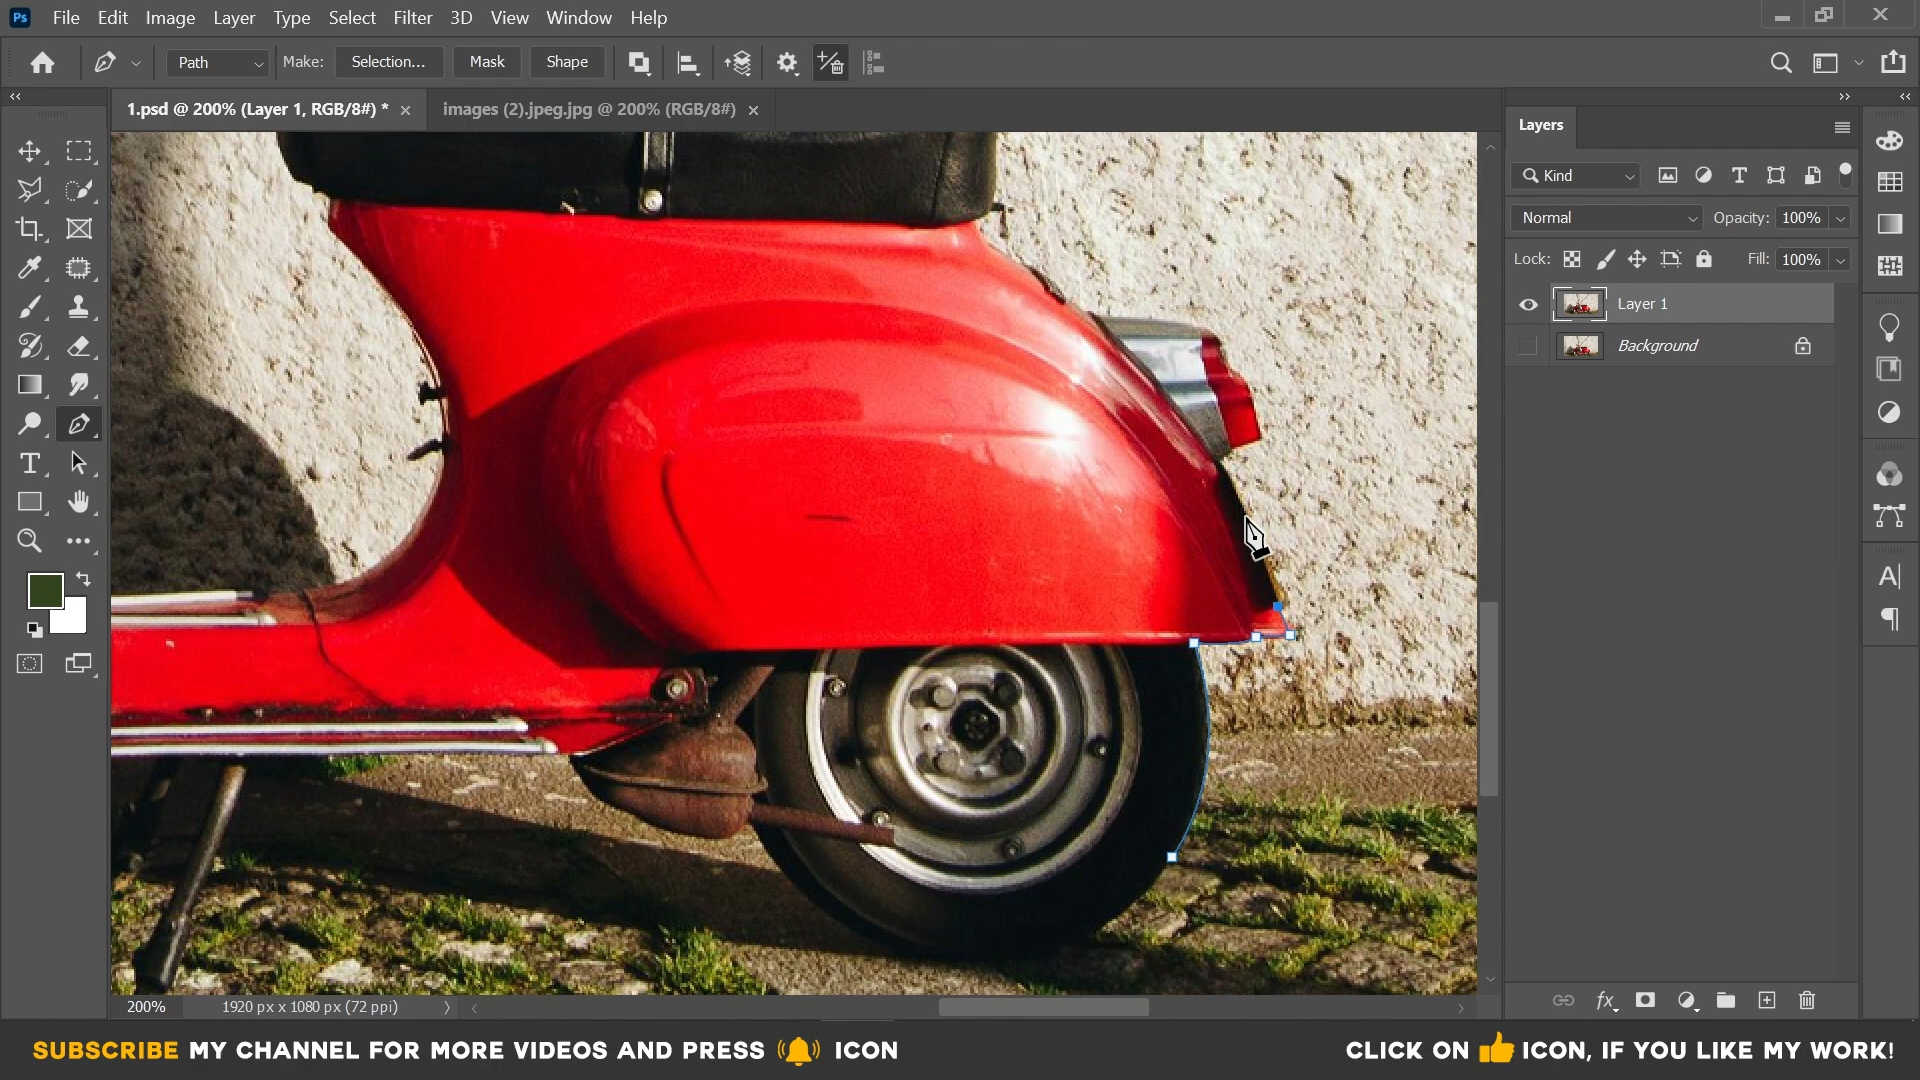 Ps File Edit Image Layer Type Select Filter 3D View Window Help
Path Make: Selection... Mask Shape
1.psd @ 200% (Layer 1, RGB/8#) * images (2).jpeg.jpg @ 200% (RGB/8#)
Layers
Kind
Normal Opacity: 100%
Lock: Fill: 100%
Layer 1
Background
200% 1920 px x 1080 px (72 ppi)
SUBSCRIBE MY CHANNEL FOR MORE VIDEOS AND PRESS ICON
CLICK ON ICON, IF YOU LIKE MY WORK!